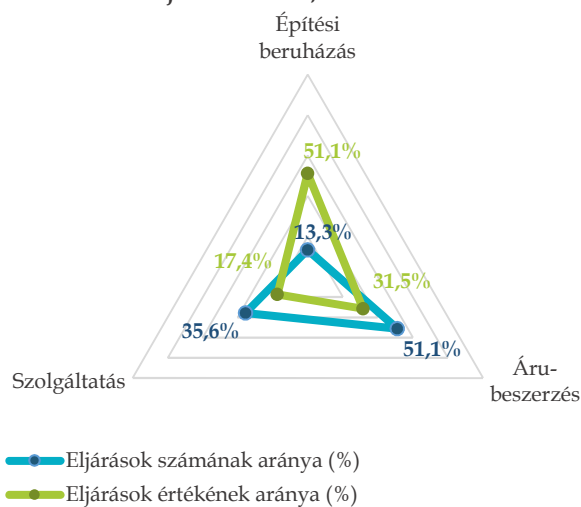 Építési
beruházás
51,1%
13,3%
17,4%
31,5%
35,6%
51,1%
Szolgáltatás
Áru-
beszerzés
Eljárások számának aránya (%)
Eljárások értékének aránya (%)